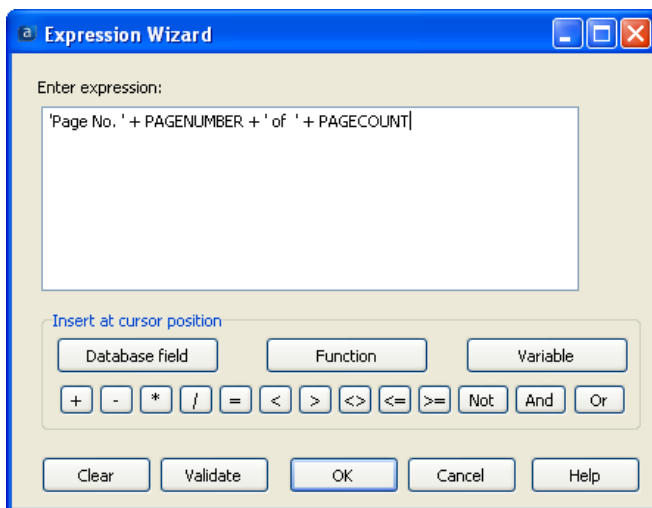 a Expression Wizard
Enter expression:
'Page No. ' + PAGENUMBER + ' of  ' + PAGECOUNT
Insert at cursor position
Database field Function Variable
+ - * / = < > <> <= >= Not And Or
Clear Validate OK Cancel Help